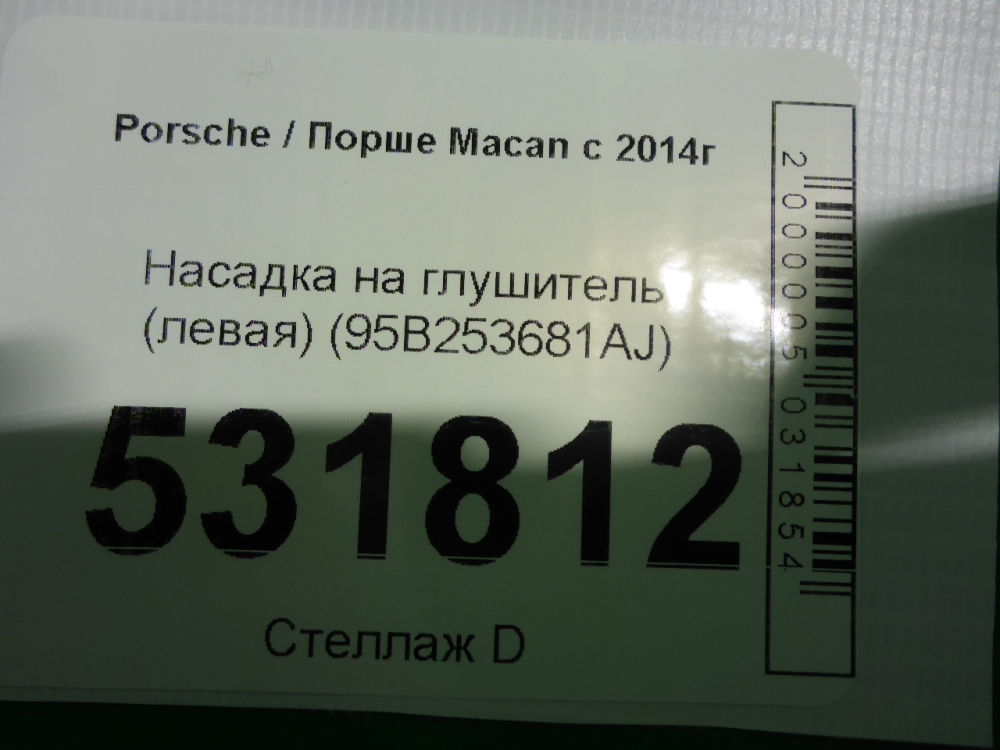 Porsche / Порше Macan с 2014г
Насадка на глушитель
(левая) (95B253681AJ)
531812
Стеллаж D
2000005031854